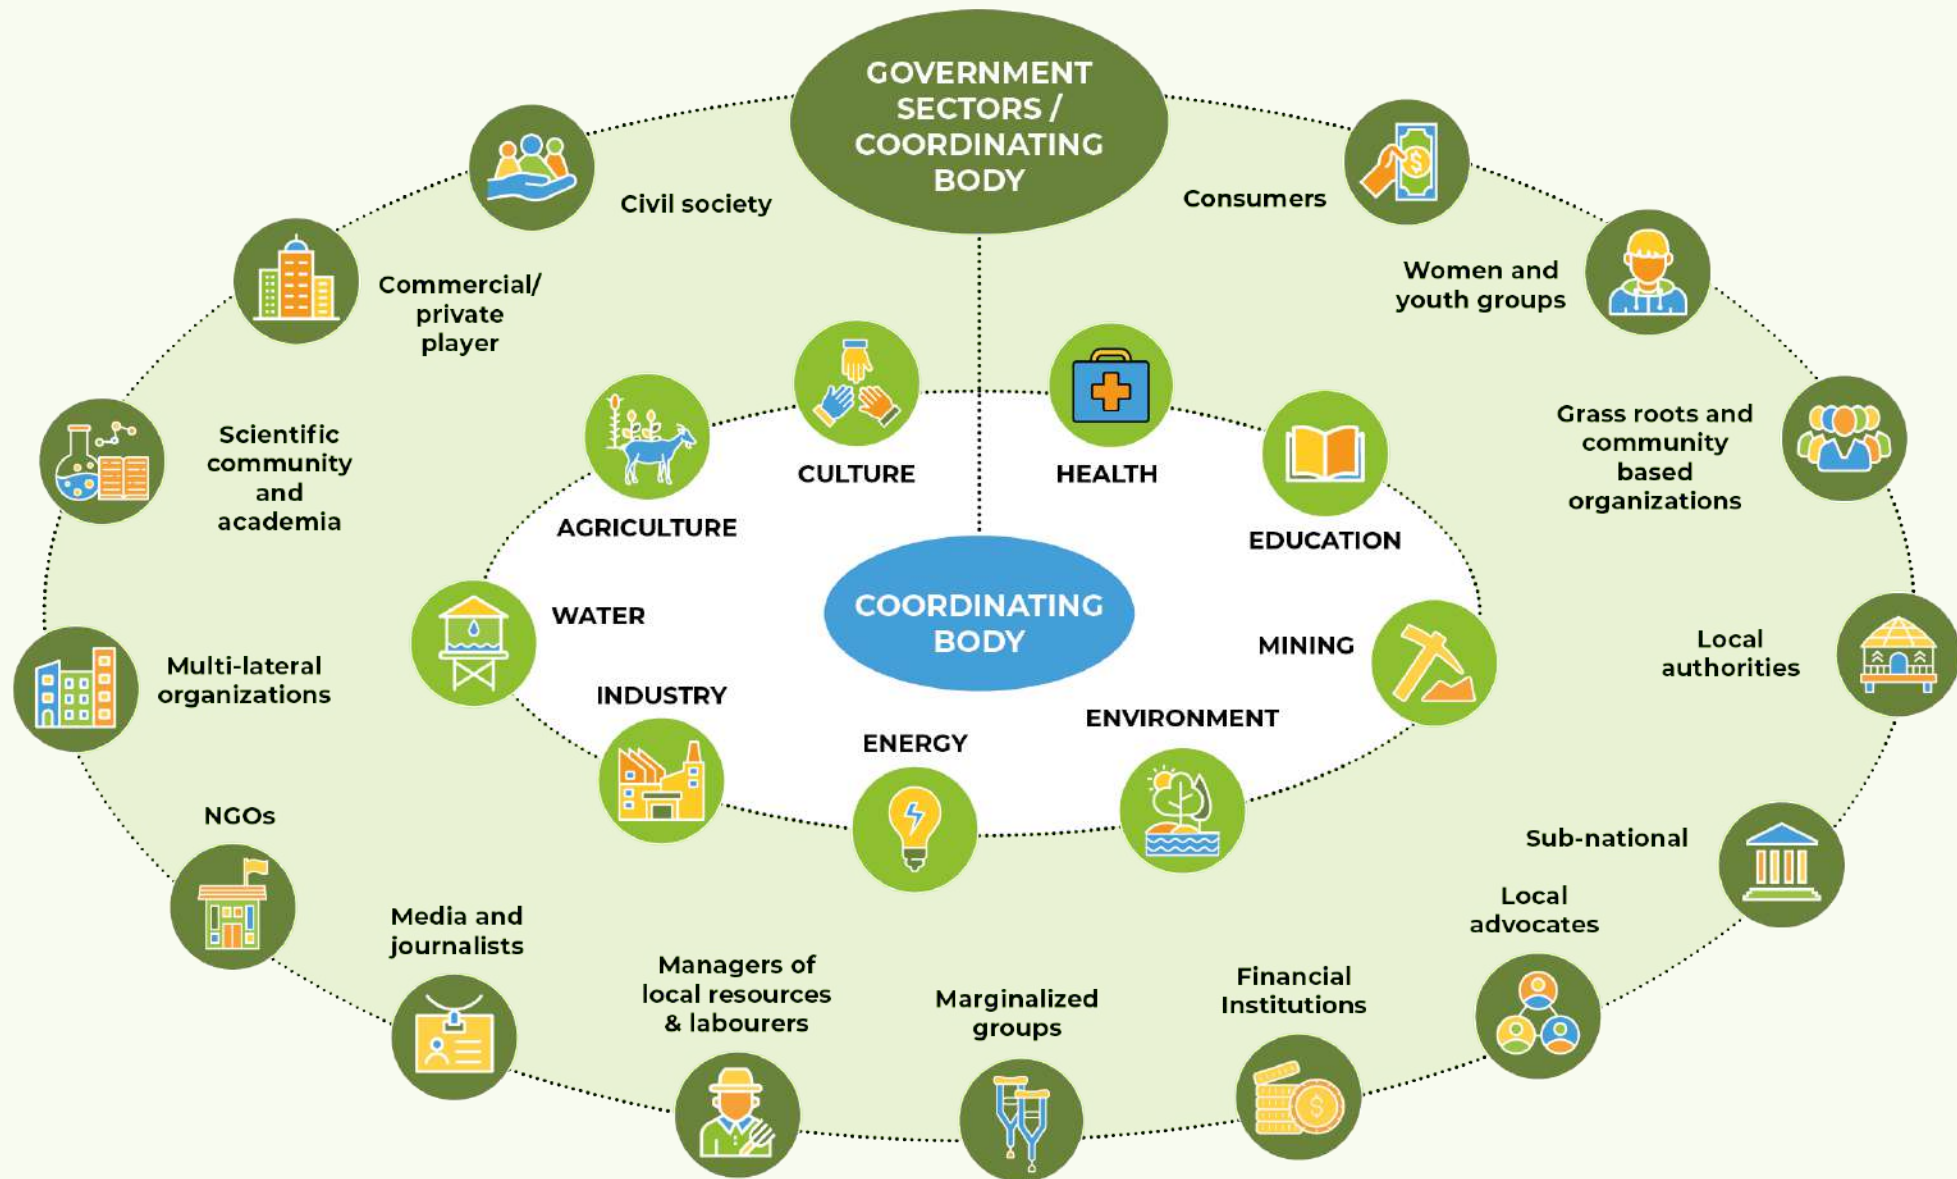 GOVERNMENT
SECTORS /
COORDINATING
BODY
Civil society
Consumers
Commercial/
private
player
Women and
youth groups
Scientific
community
and
academia
Grass roots and
community
based
organizations
CULTURE
HEALTH
AGRICULTURE
EDUCATION
WATER
COORDINATING
BODY
MINING
INDUSTRY
ENERGY
ENVIRONMENT
Multi-lateral
organizations
Local
authorities
NGOs
Sub-national
Media and
journalists
Local
advocates
Managers of
local resources
& labourers
Marginalized
groups
Financial
Institutions